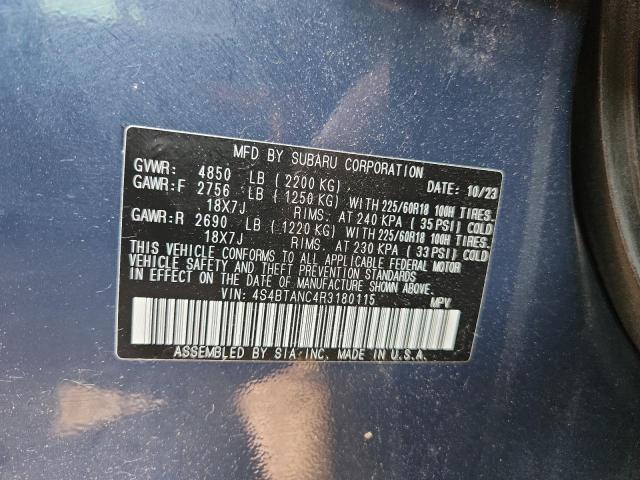 MFD BY SUBARU CORPORATION
GVWR: 4850 LB ( 2200 KG) DATE: 10/23
GAWR:F 2756 LB ( 1250 KG) WITH 225/60R18 100H TIRES,
18X7J RIMS, AT 240 KPA ( 35 PSI) COLD
GAWR:R 2690 LB ( 1220 KG) WITH 225/60R18 100H TIRES,
18X7J RIMS, AT 230 KPA ( 33 PSI) COLD
THIS VEHICLE CONFORMS TO ALL APPLICABLE FEDERAL MOTOR
VEHICLE SAFETY AND THEFT PREVENTION STANDARDS
IN EFFECT ON THE DATE OF MANUFACTURE SHOWN ABOVE.
VIN: 4S4BTANC4R3180115 MPV
ASSEMBLED BY SIA INC. MADE IN U.S.A.